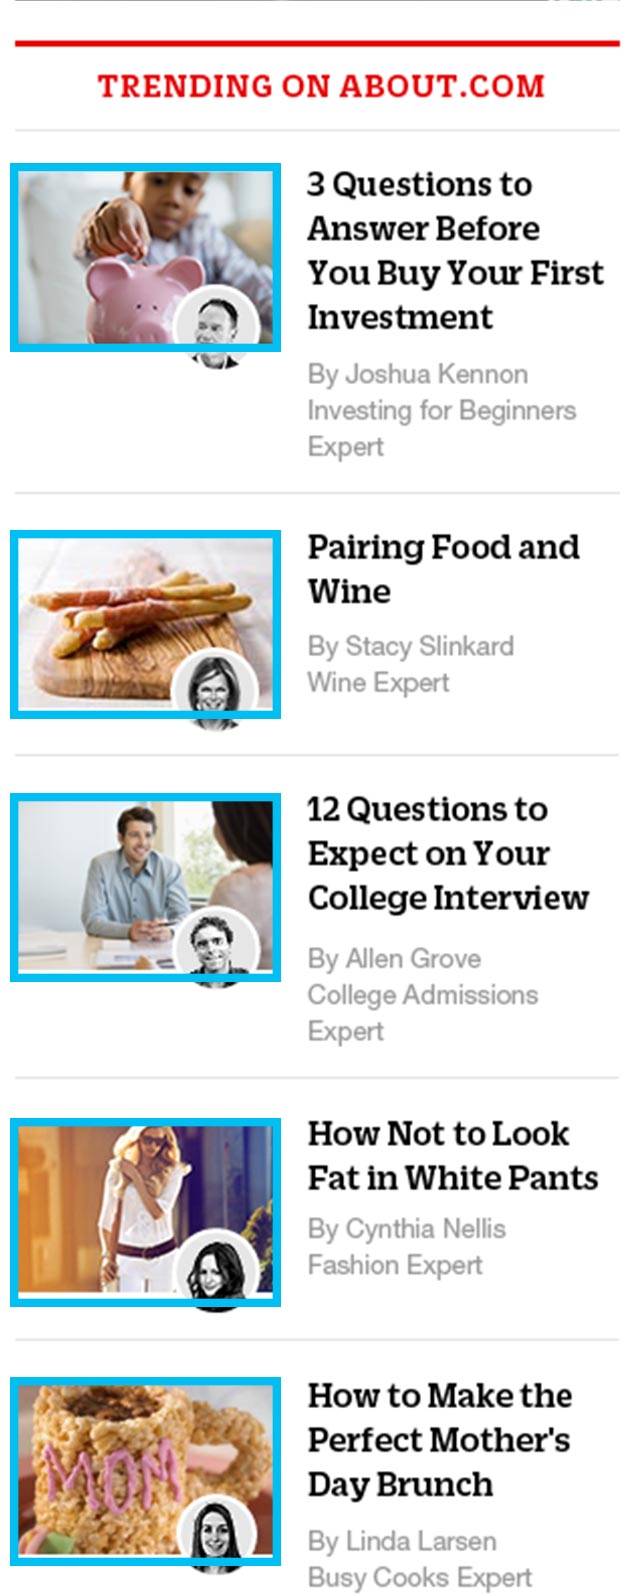 TRENDING ON ABOUT.COM
3 Questions to
Answer Before
You Buy Your First
Investment
By Joshua Kennon
Investing for Beginners
Expert
Pairing Food and
Wine
By Stacy Slinkard
Wine Expert
12 Questions to
Expect on Your
College Interview
By Allen Grove
College Admissions
Expert
How Not to Look
Fat in White Pants
By Cynthia Nellis
Fashion Expert
MOM
How to Make the
Perfect Mother's
Day Brunch
By Linda Larsen
Busy Cooks Expert